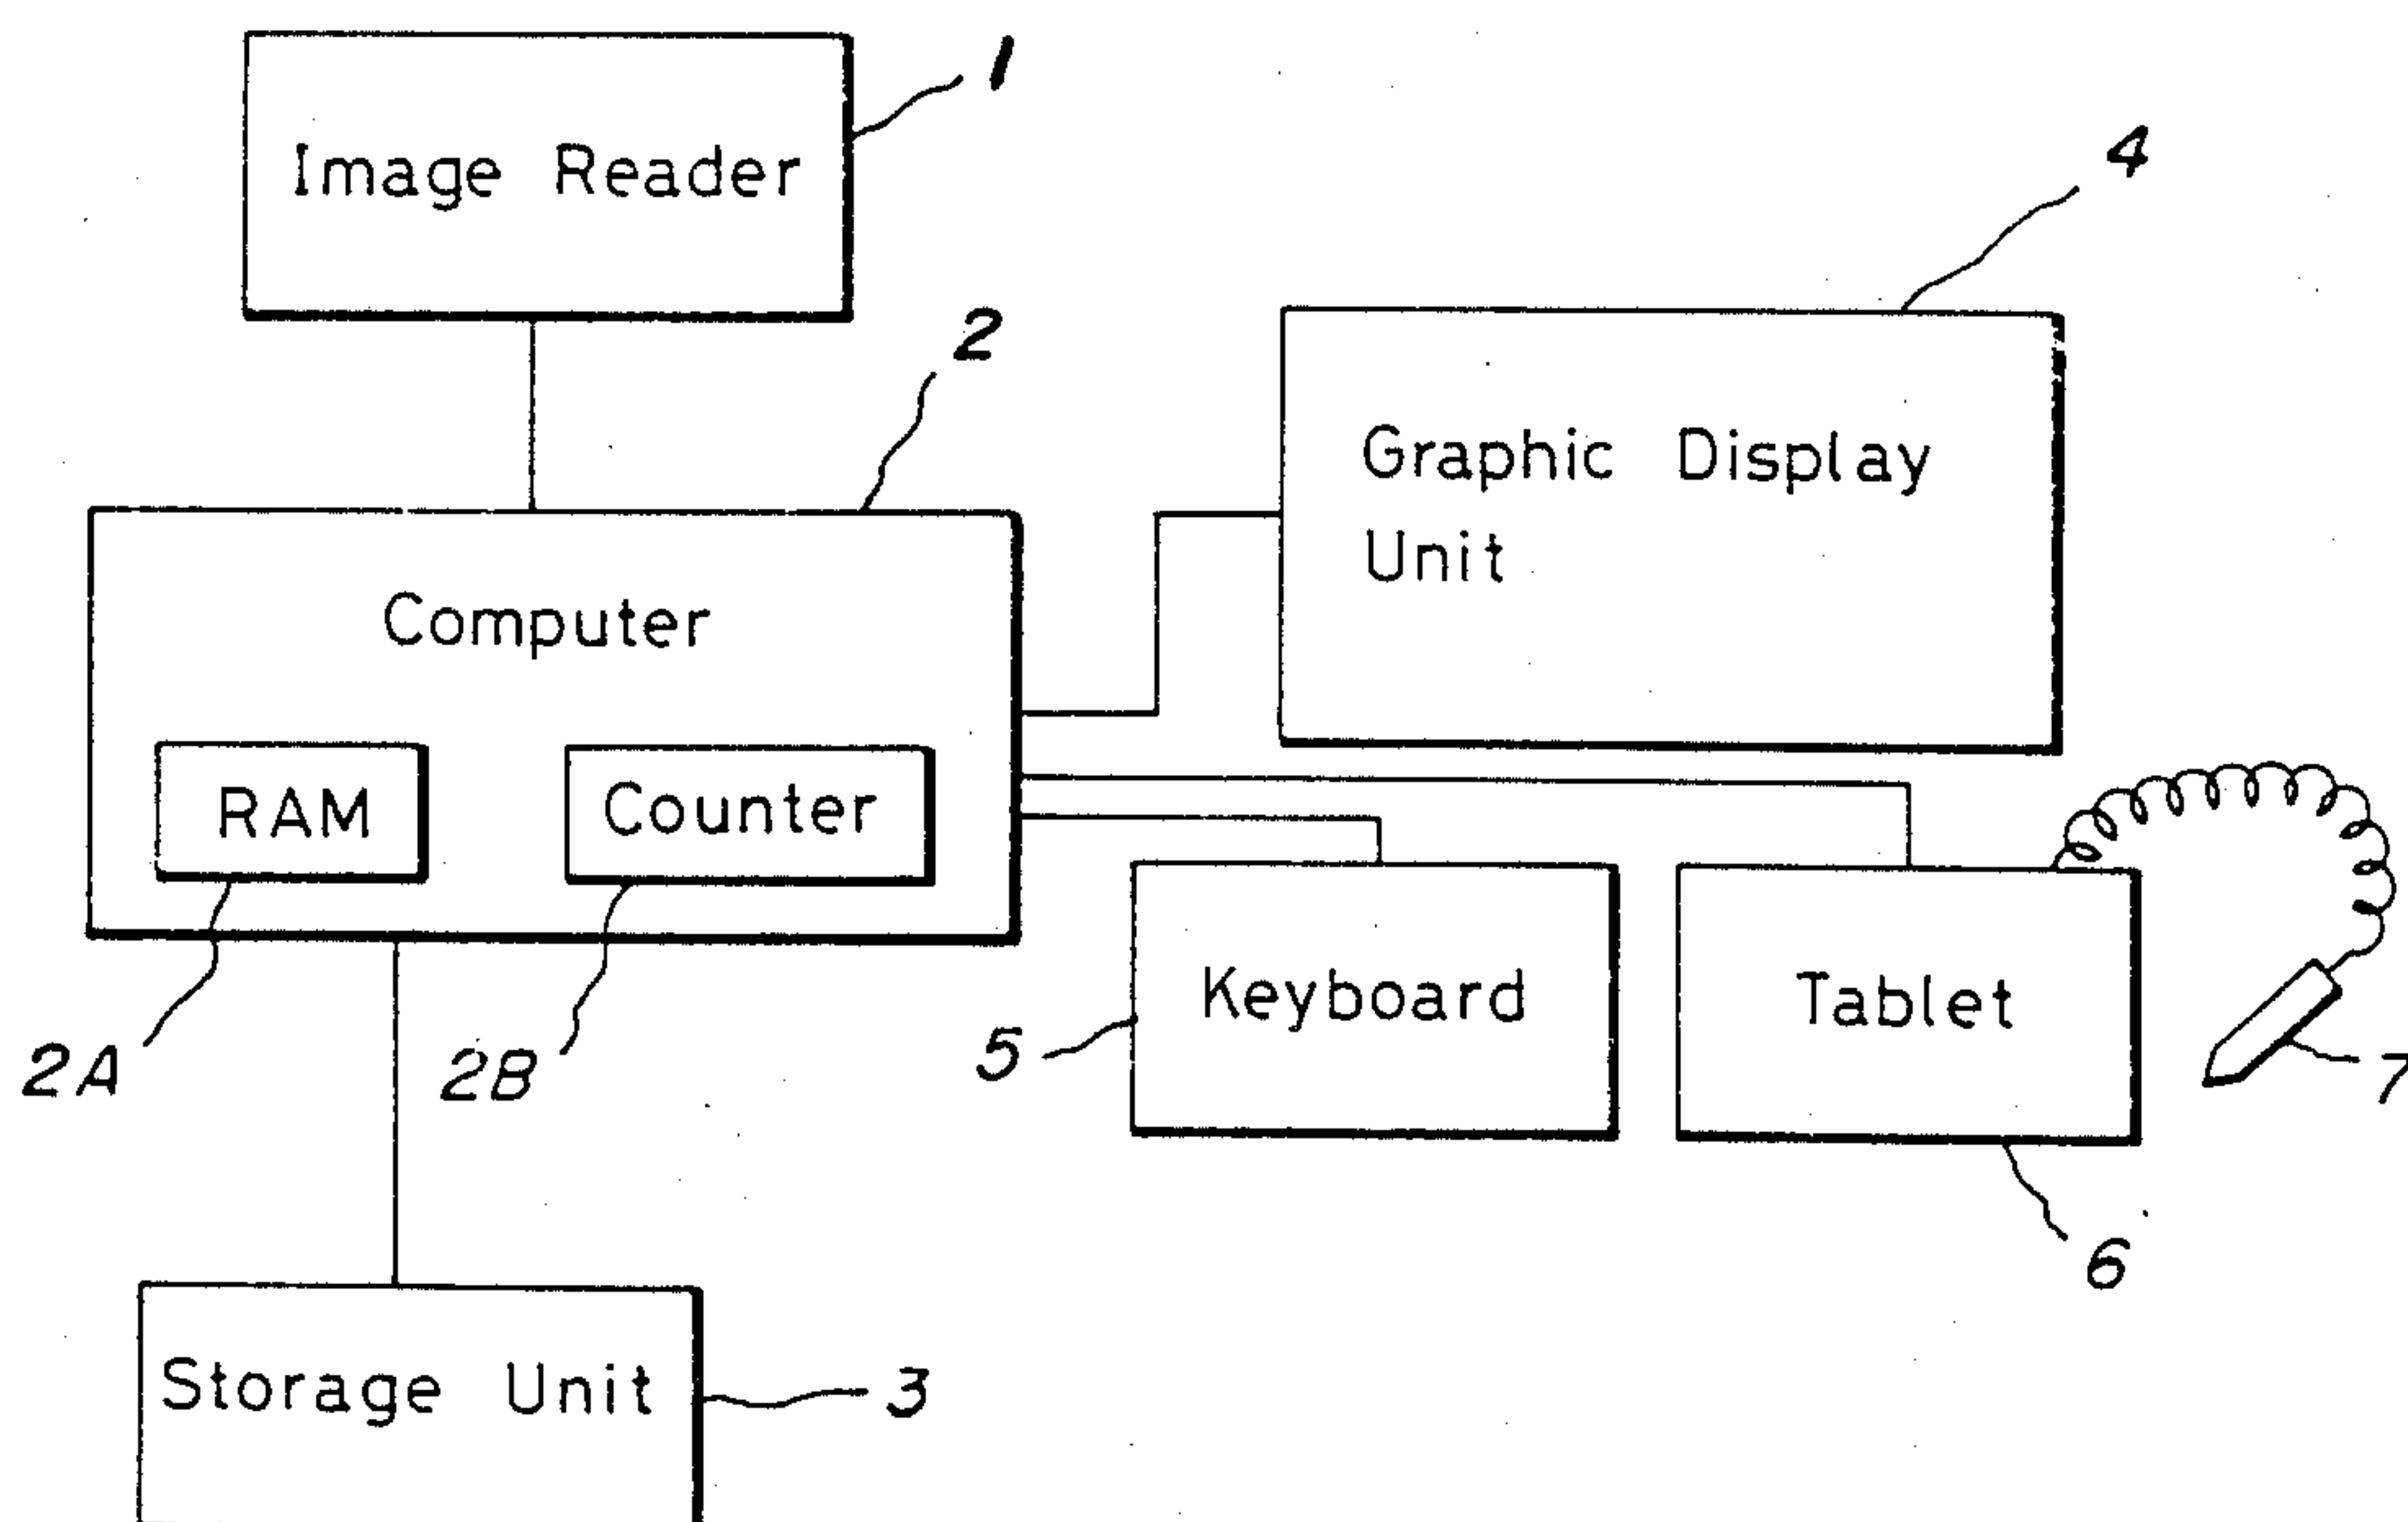 1
Image Reader
4
2
Graphic Display
Unit
Computer
RAM
Counter
Keyboard
Tablet
5
2A
2B
7
6
Storage Unit
3